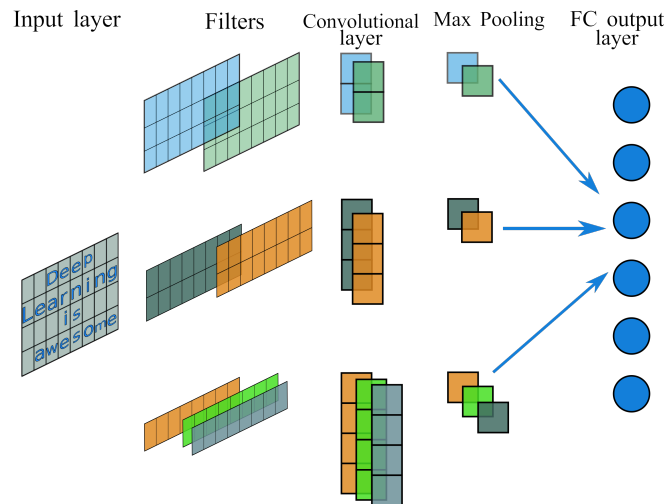 Input layer
Filters
Convolutional
layer
Max Pooling
FC output
layer
Deep
Learning
is
awesome